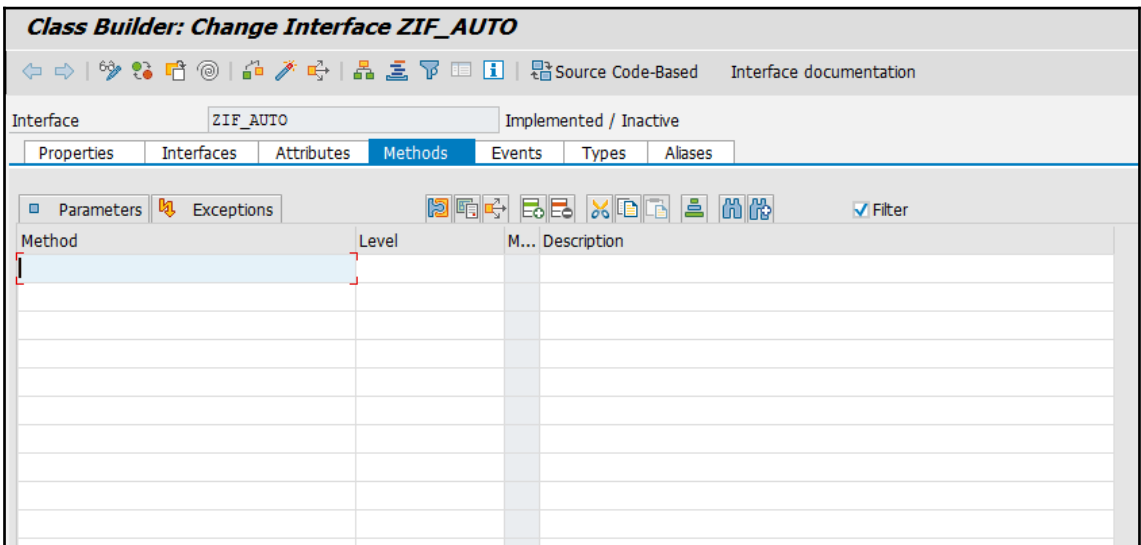 Class Builder: Change Interface ZIF_AUTO
Source Code-Based Interface documentation
Interface ZIF_AUTO Implemented / Inactive
Properties Interfaces Attributes Methods Events Types Aliases
Parameters Exceptions Filter
Method Level M... Description